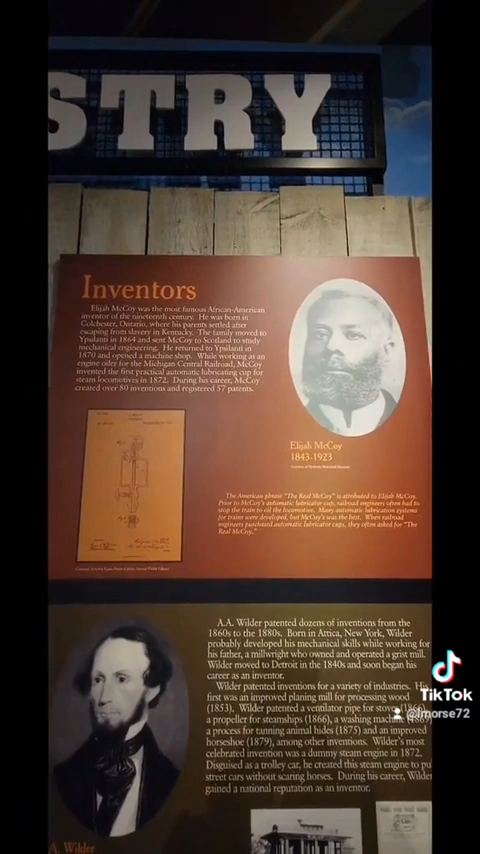 STRY
Inventors
Elijah McCoy was the most famous African-American
inventor of the nineteenth century. He was born in
Colchester, Ontario, where his parents settled after
escaping from slavery in Kentucky. The family moved to
Ypsilanti in 1864 and sent McCoy to Scotland to study
mechanical engineering. He returned to Ypsilanti in
1870 and opened a machine shop. While working as an
engine oiler for the Michigan Central Railroad, McCoy
invented the first practical automatic lubricating cup for
steam locomotives in 1872. During his career, McCoy
created over 80 inventions and registered 57 patents.
Elijah McCoy
1843-1923
The American phrase "The Real McCoy" is attributed to Elijah McCoy.
Prior to McCoy's automatic lubricator cup, railroad engineers often had to
stop the train to oil the locomotive. Many automatic lubrication systems
for trains were developed, but McCoy's was the best. When railroad
engineers purchased automatic lubricator cups, they often asked for "The
Real McCoy."
A.A. Wilder patented dozens of inventions from the
1860s to the 1880s. Born in Attica, New York, Wilder
probably developed his mechanical skills while working for
his father, a millwright who owned and operated a grist mill.
Wilder moved to Detroit in the 1840s and soon began his
career as an inventor.
Wilder patented inventions for a variety of industries. His
first was an improved planing mill for processing wood
(1853). Wilder patented a ventilator pipe for stoves (1866),
a propeller for steamships (1866), a washing machine (1869)
a process for tanning animal hides (1875) and an improved
horseshoe (1879), among other inventions. Wilder's most
celebrated invention was a dummy steam engine in 1872.
Disguised as a trolley car, he created this steam engine to pu
street cars without scaring horses. During his career, Wilder
gained a national reputation as an inventor.
A. Wilder
TikTok
@lmorse72